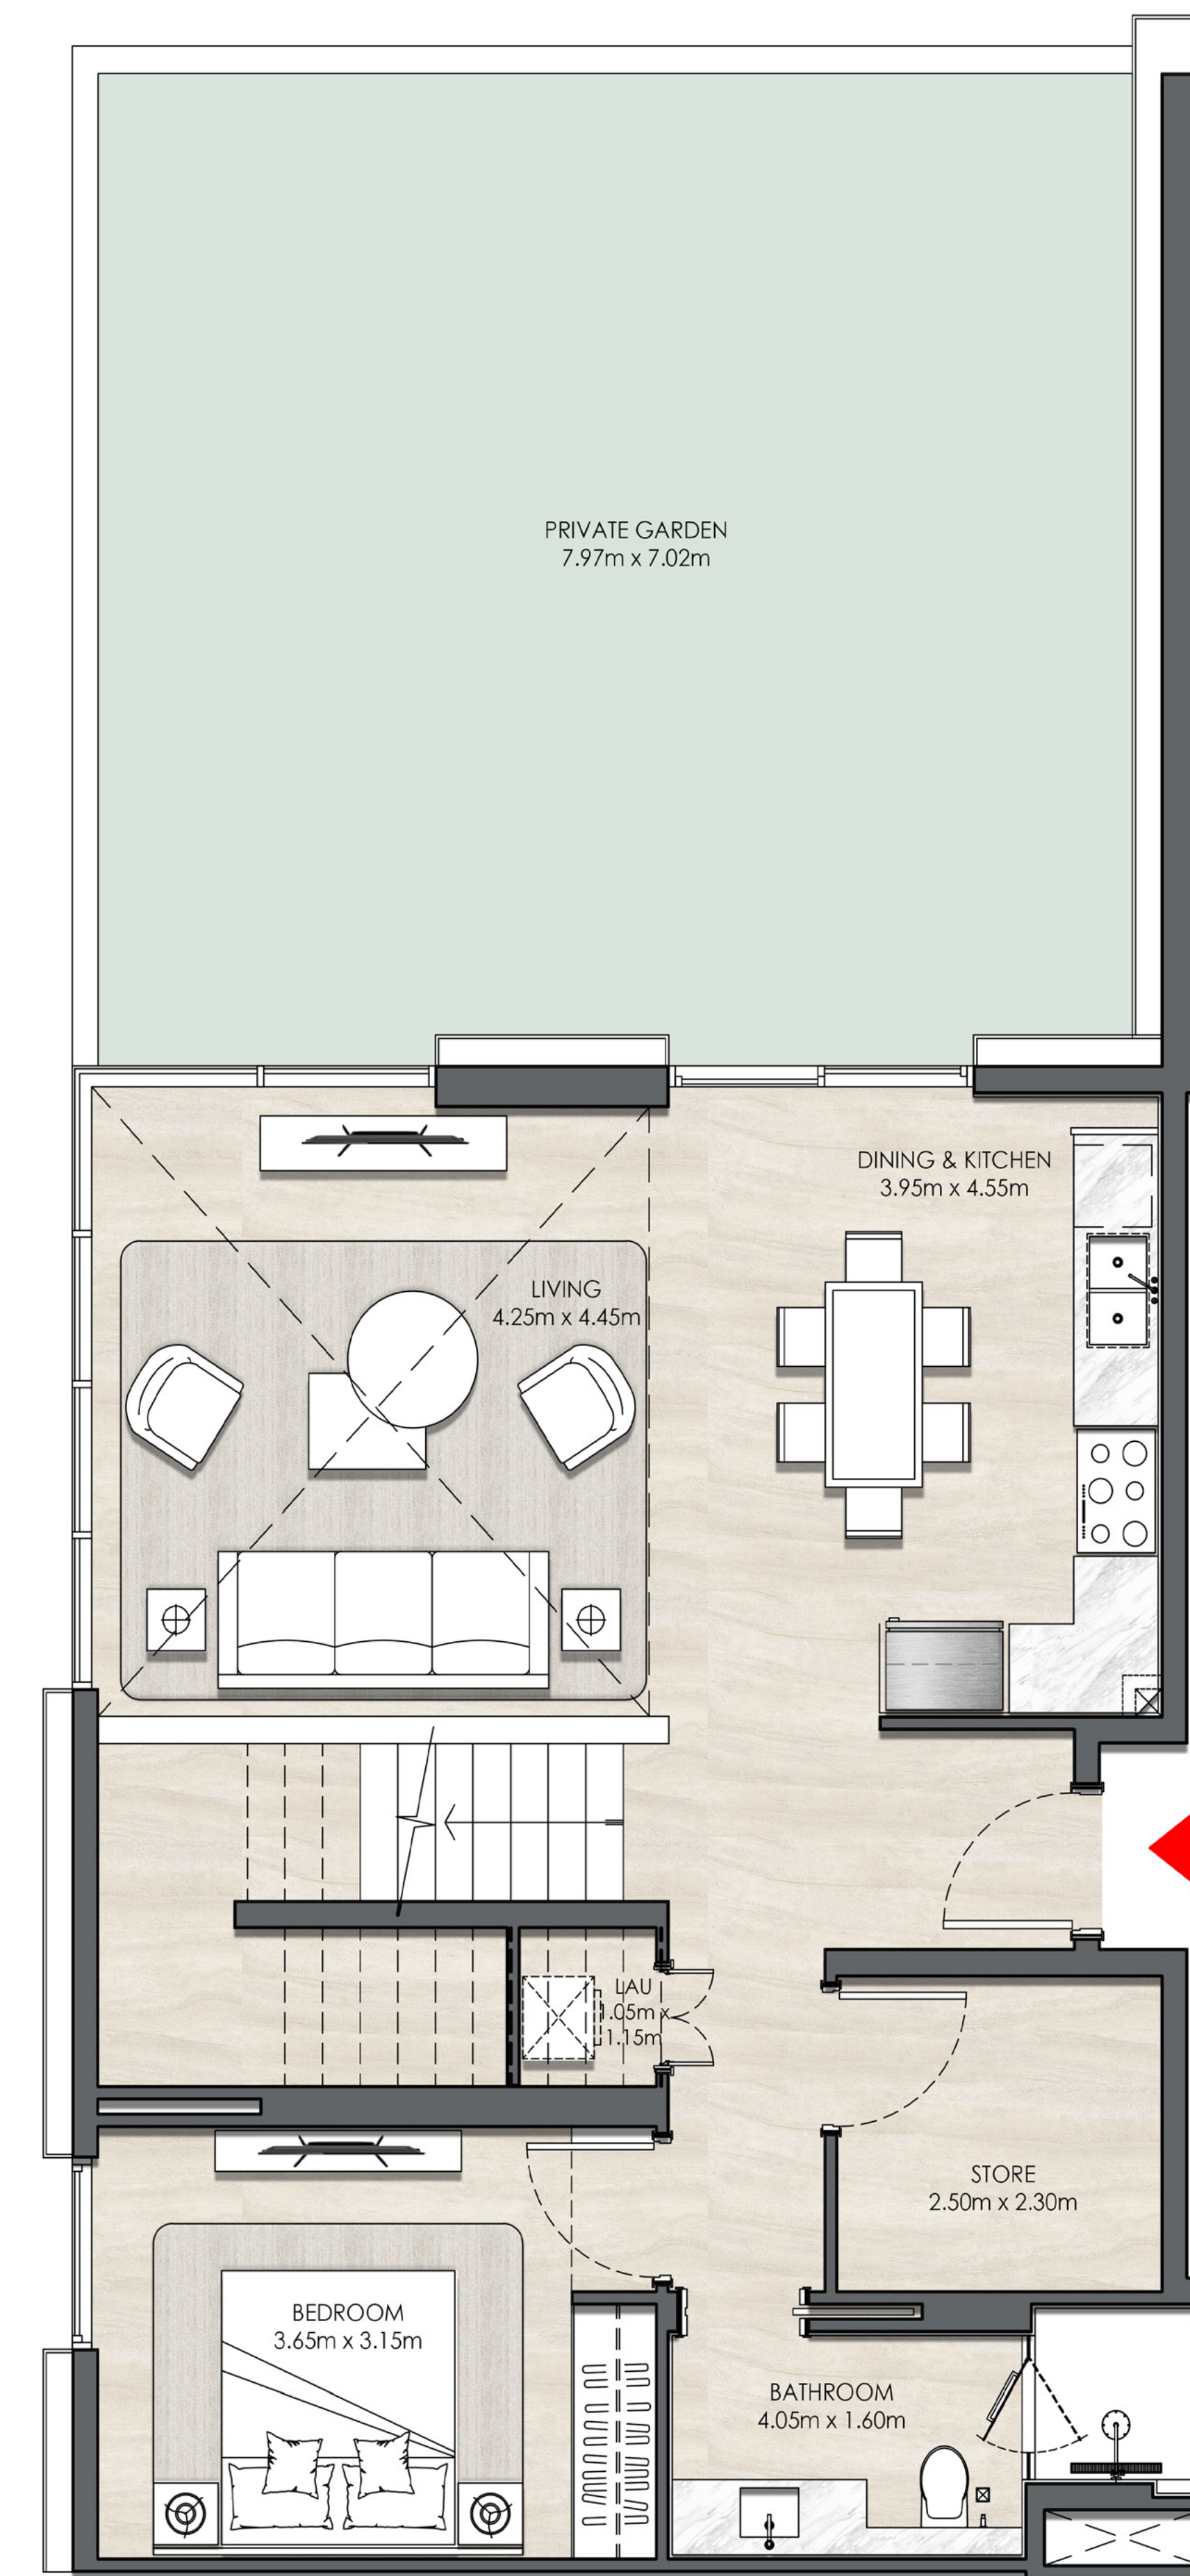 PRIVATE GARDEN
7.97m x 7.02m
DINING & KITCHEN
3.95m x 4.55m
LIVING
4.25m x 4.45m
LAU
1.05m x
1.15m
STORE
2.50m x 2.30m
BEDROOM
3.65m x 3.15m
BATHROOM
4.05m x 1.60m